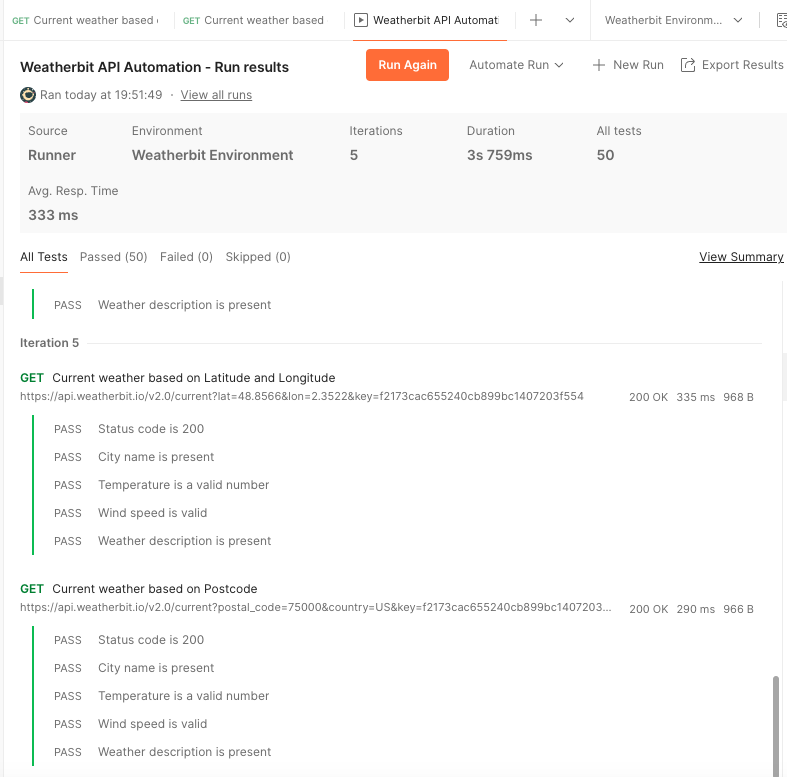 GET Current weather based
GET Current weather based
Weatherbit API Automat
Weatherbit Environm...
Weatherbit API Automation - Run results
Run Again
Automate Run
New Run
Export Results
Ran today at 19:51:49 · View all runs
Source
Environment
Iterations
Duration
All tests
Runner
Weatherbit Environment
5
3s 759ms
50
Avg. Resp. Time
333 ms
All Tests
Passed (50)
Failed (0)
Skipped (0)
View Summary
PASS Weather description is present
Iteration 5
GET Current weather based on Latitude and Longitude
https://api.weatherbit.io/v2.0/current?lat=48.8566&lon=2.3522&key=f2173cac655240cb899bc1407203f554
200 OK 335 ms 968 B
PASS Status code is 200
PASS City name is present
PASS Temperature is a valid number
PASS Wind speed is valid
PASS Weather description is present
GET Current weather based on Postcode
https://api.weatherbit.io/v2.0/current?postal_code=75000&country=US&key=f2173cac655240cb899bc1407203...
200 OK 290 ms 966 B
PASS Status code is 200
PASS City name is present
PASS Temperature is a valid number
PASS Wind speed is valid
PASS Weather description is present